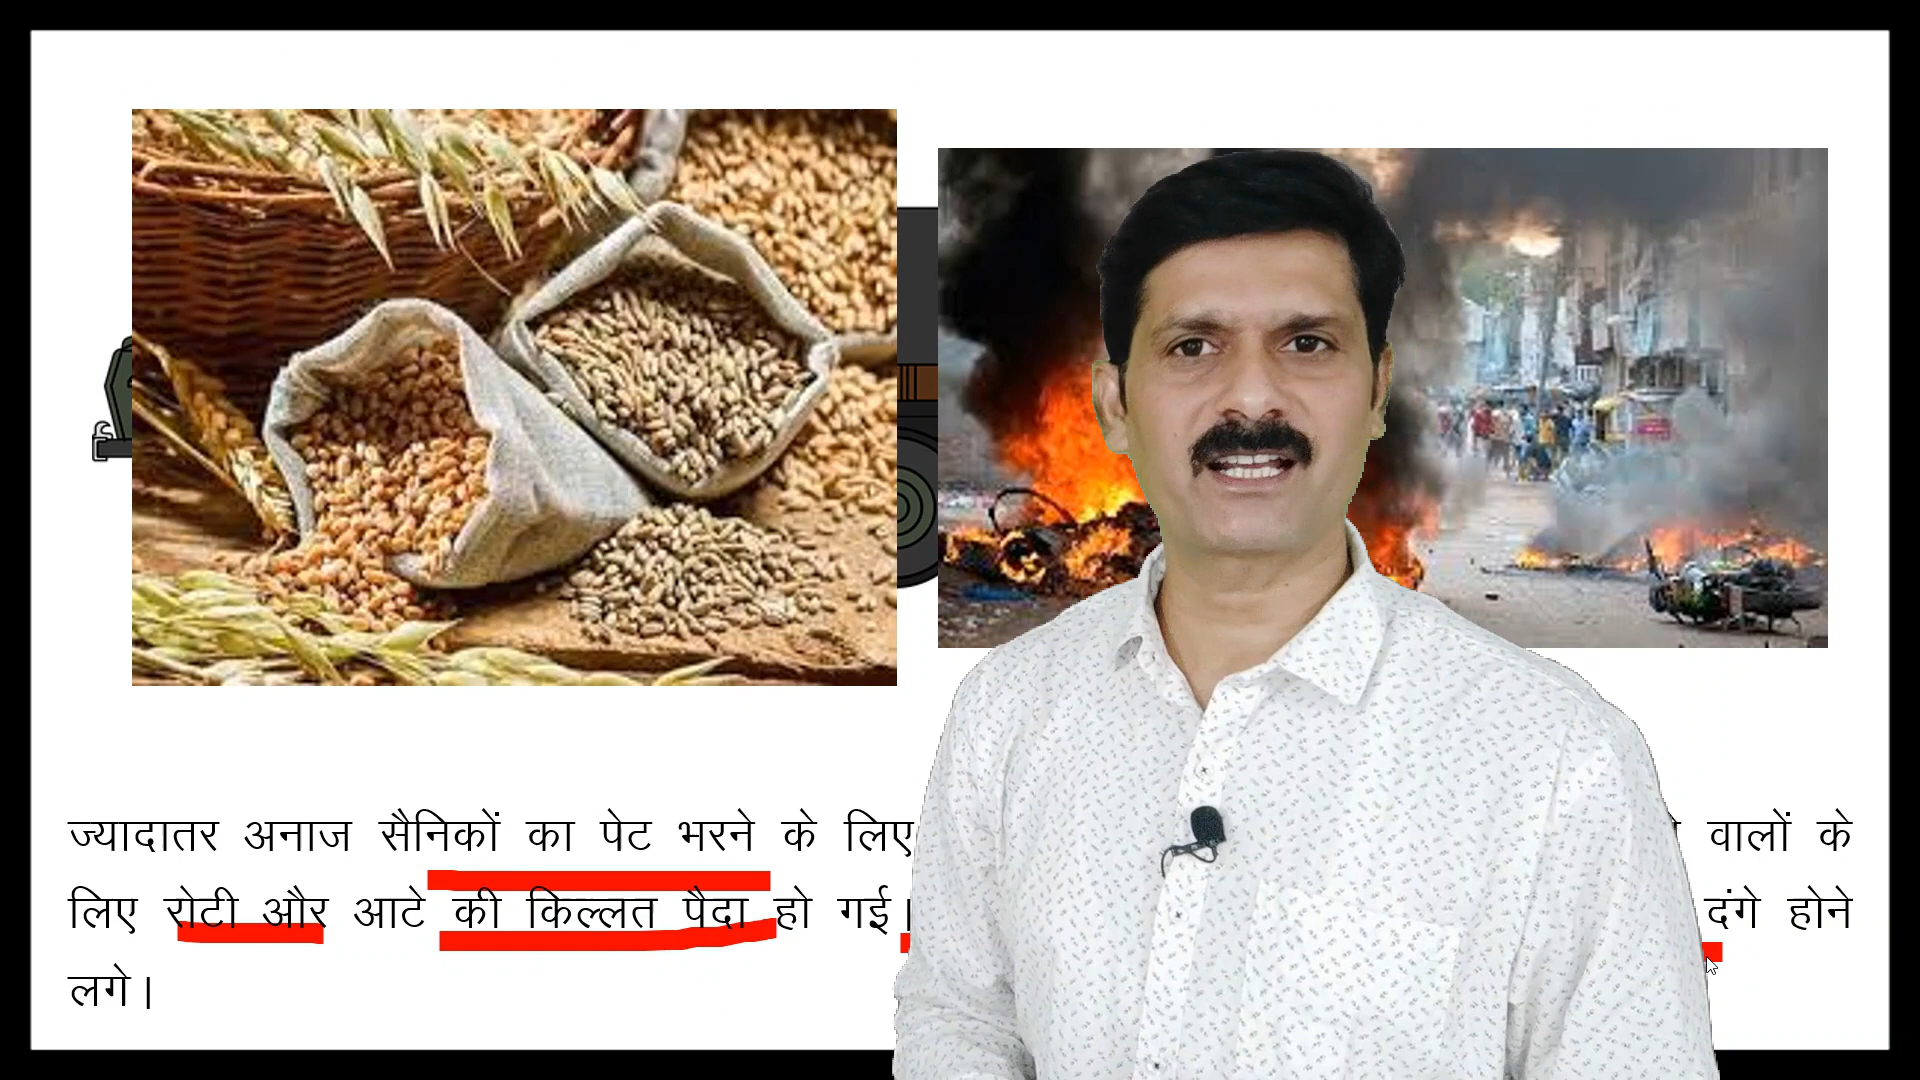 ज्यादातर अनाज सैनिकों का पेट भरने के लिए वालों के
लिए रोटी और आटे की किल्लत पैदा हो गई। दंगे होने
लगे।